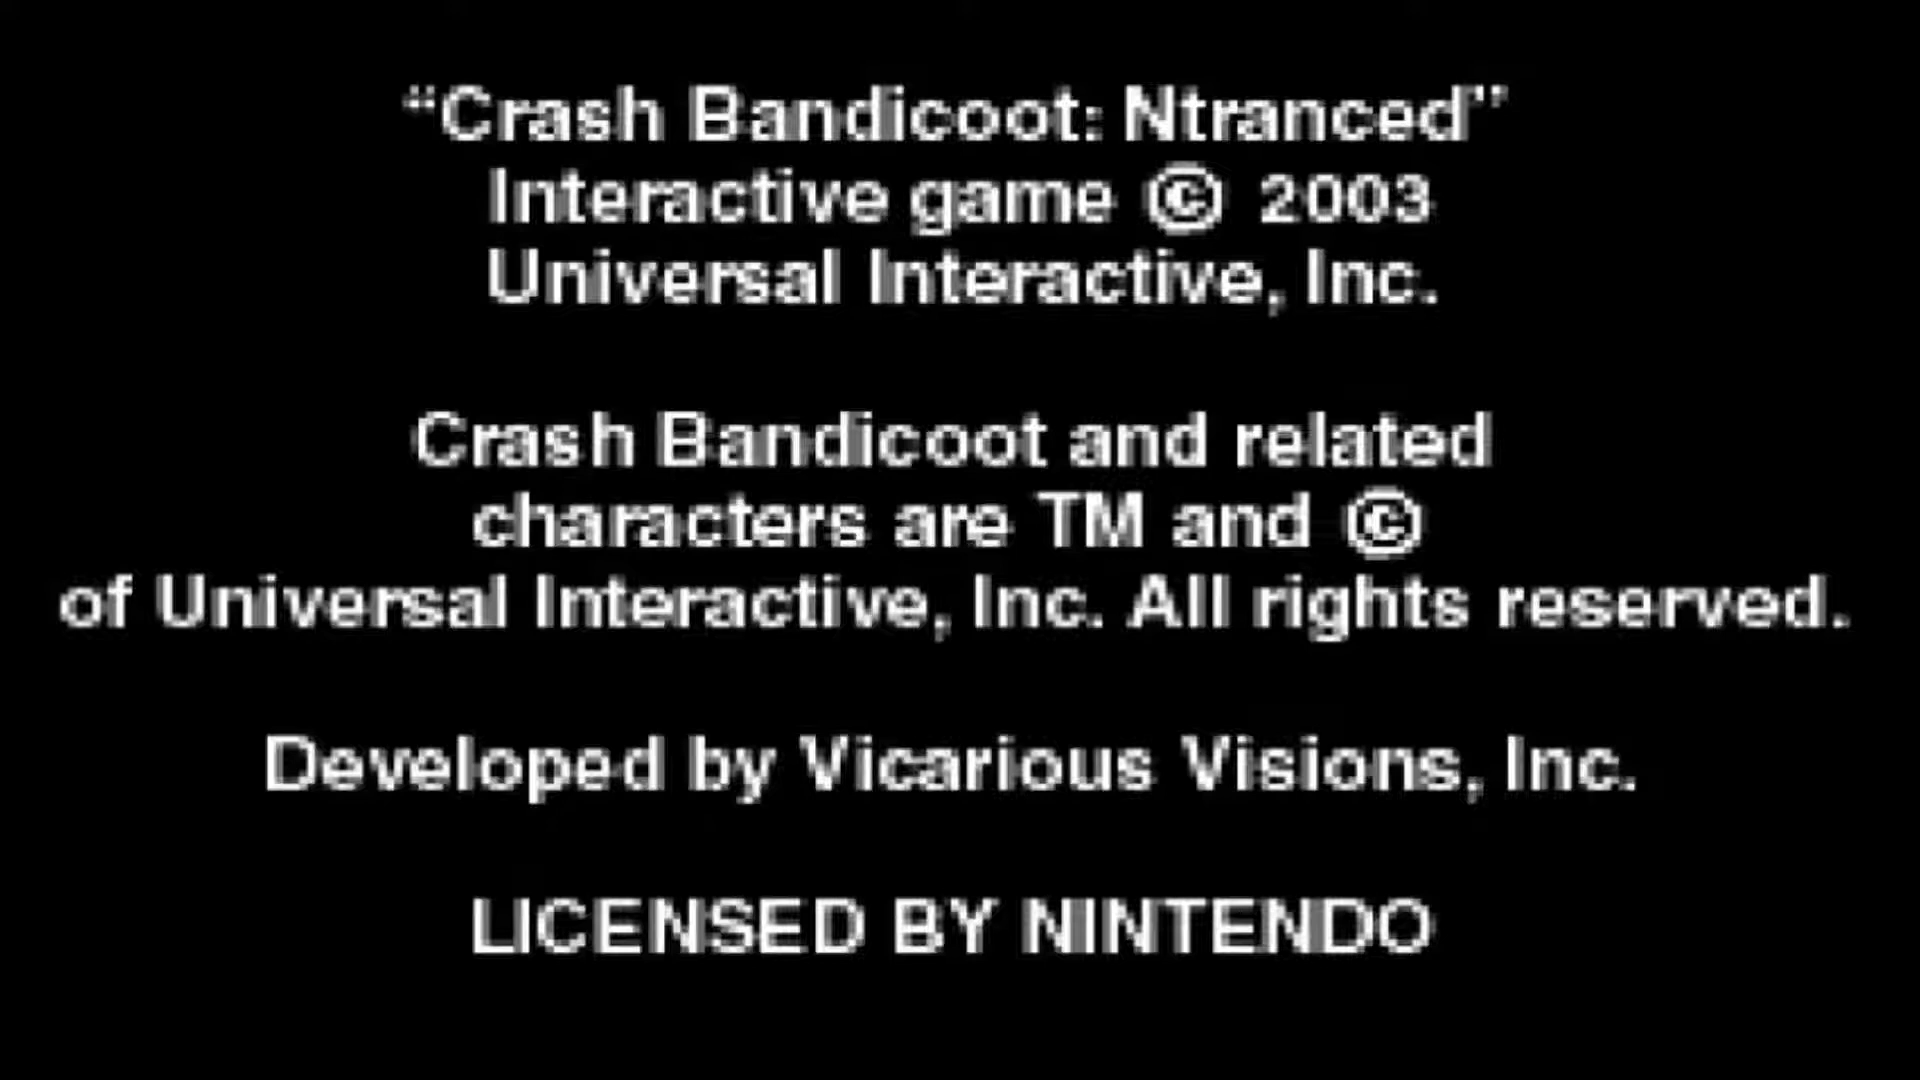 “Crash Bandicoot: Ntranced”
Interactive game © 2003
Universal Interactive, Inc.
Crash Bandicoot and related
characters are TM and ©
of Universal Interactive, Inc. All rights reserved.
Developed by Vicarious Visions, Inc.
LICENSED BY NINTENDO